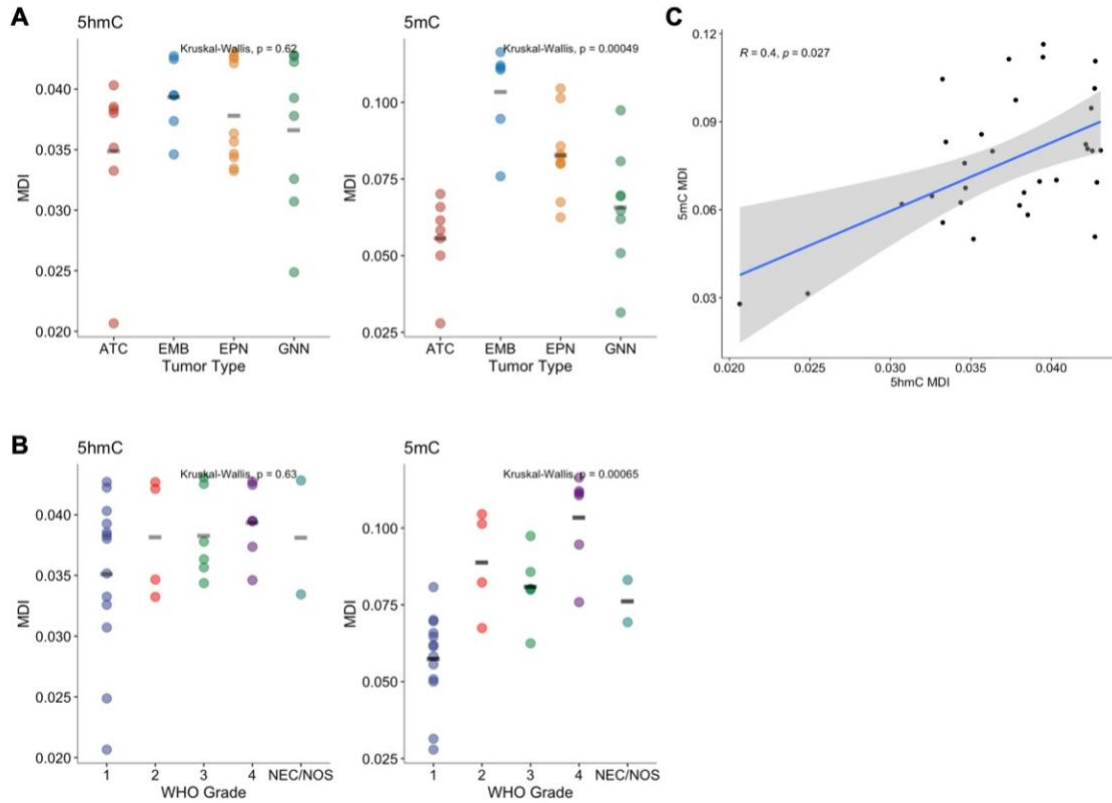 A
5hmC
Kruskal-Wallis, p = 0.62
0.040
0.035
0.030
0.025
0.020
MDI
ATC EMB EPN GNN
Tumor Type
5mC
Kruskal-Wallis, p = 0.00049
0.100
0.075
0.050
0.025
MDI
ATC EMB EPN GNN
Tumor Type
C
R = 0.4, p = 0.027
0.12
0.09
0.06
0.03
5mC MDI
0.020 0.025 0.030 0.035 0.040
5hmC MDI
B
5hmC
Kruskal-Wallis, p = 0.63
0.040
0.035
0.030
0.025
0.020
MDI
1 2 3 4 NEC/NOS
WHO Grade
5mC
Kruskal-Wallis, p = 0.00065
0.100
0.075
0.050
0.025
MDI
1 2 3 4 NEC/NOS
WHO Grade